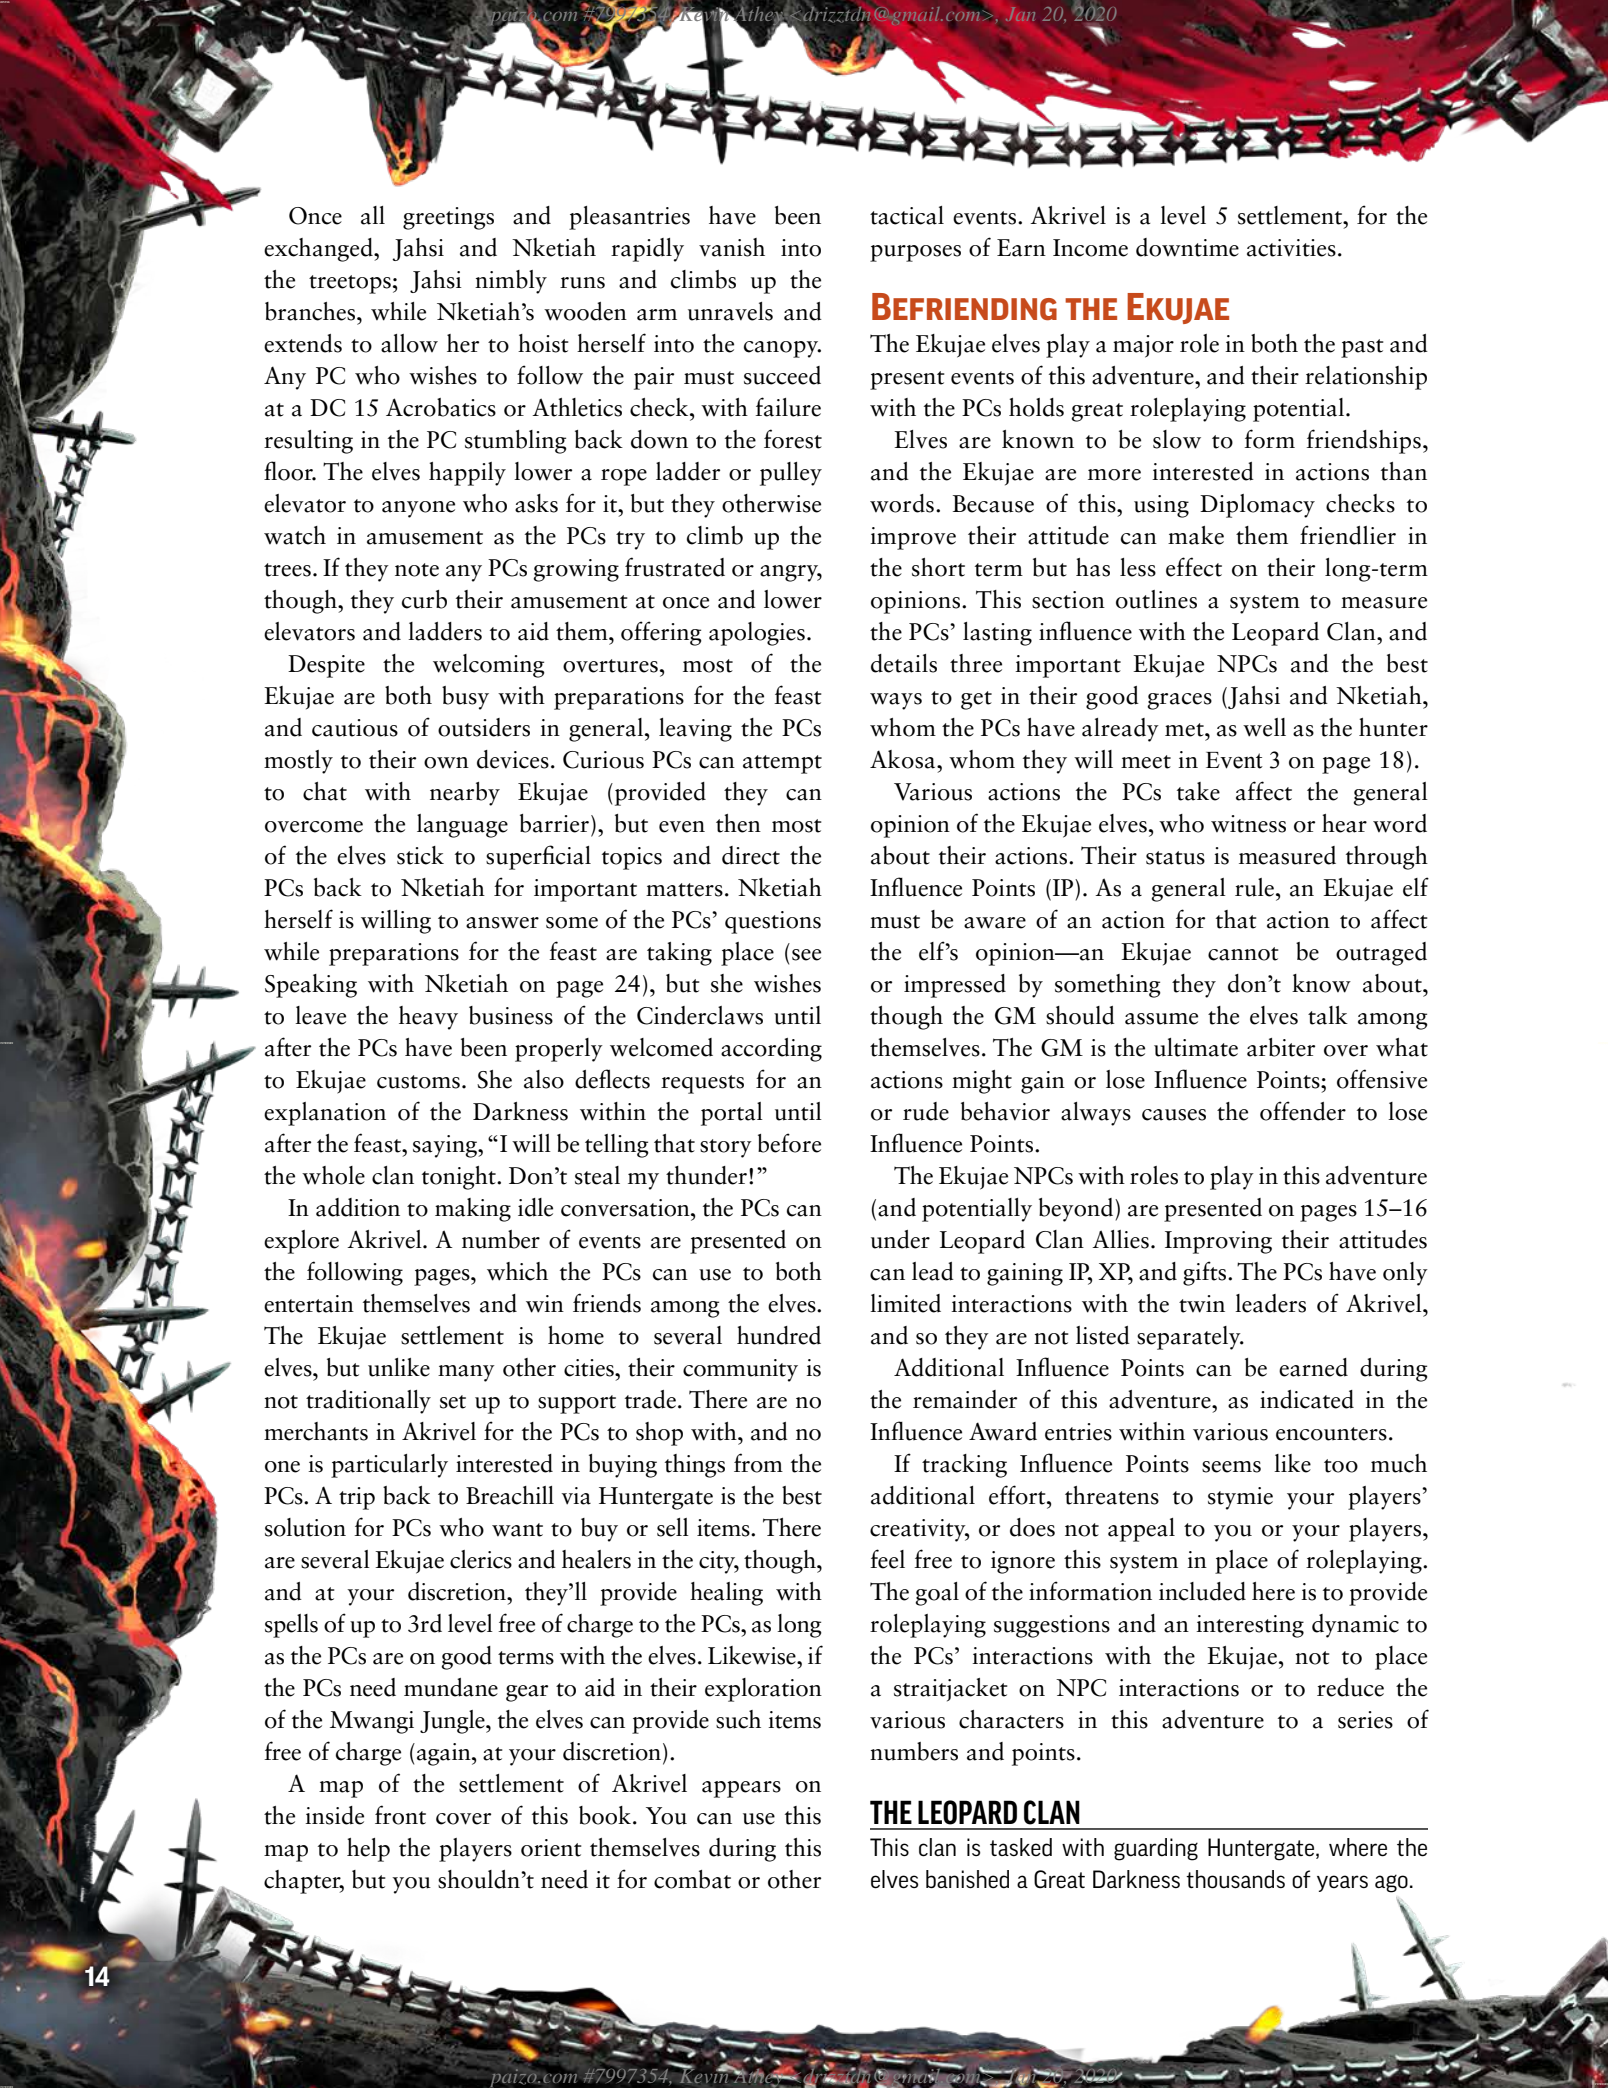 paizo.com #7997354, Kevin Athey <drizztdn@gmail.com>, Jan 20, 2020
Once all greetings and pleasantries have been
exchanged, Jahsi and Nketiah rapidly vanish into
the treetops; Jahsi nimbly runs and climbs up the
branches, while Nketiah’s wooden arm unravels and
extends to allow her to hoist herself into the canopy.
Any PC who wishes to follow the pair must succeed
at a DC 15 Acrobatics or Athletics check, with failure
resulting in the PC stumbling back down to the forest
floor. The elves happily lower a rope ladder or pulley
elevator to anyone who asks for it, but they otherwise
watch in amusement as the PCs try to climb up the
trees. If they note any PCs growing frustrated or angry,
though, they curb their amusement at once and lower
elevators and ladders to aid them, offering apologies.
Despite the welcoming overtures, most of the
Ekujae are both busy with preparations for the feast
and cautious of outsiders in general, leaving the PCs
mostly to their own devices. Curious PCs can attempt
to chat with nearby Ekujae (provided they can
overcome the language barrier), but even then most
of the elves stick to superficial topics and direct the
PCs back to Nketiah for important matters. Nketiah
herself is willing to answer some of the PCs’ questions
while preparations for the feast are taking place (see
Speaking with Nketiah on page 24), but she wishes
to leave the heavy business of the Cinderclaws until
after the PCs have been properly welcomed according
to Ekujae customs. She also deflects requests for an
explanation of the Darkness within the portal until
after the feast, saying, “I will be telling that story before
the whole clan tonight. Don’t steal my thunder!”
In addition to making idle conversation, the PCs can
explore Akrivel. A number of events are presented on
the following pages, which the PCs can use to both
entertain themselves and win friends among the elves.
The Ekujae settlement is home to several hundred
elves, but unlike many other cities, their community is
not traditionally set up to support trade. There are no
merchants in Akrivel for the PCs to shop with, and no
one is particularly interested in buying things from the
PCs. A trip back to Breachill via Huntergate is the best
solution for PCs who want to buy or sell items. There
are several Ekujae clerics and healers in the city, though,
and at your discretion, they’ll provide healing with
spells of up to 3rd level free of charge to the PCs, as long
as the PCs are on good terms with the elves. Likewise, if
the PCs need mundane gear to aid in their exploration
of the Mwangi Jungle, the elves can provide such items
free of charge (again, at your discretion).
A map of the settlement of Akrivel appears on
the inside front cover of this book. You can use this
map to help the players orient themselves during this
chapter, but you shouldn’t need it for combat or other
tactical events. Akrivel is a level 5 settlement, for the
purposes of Earn Income downtime activities.
BEFRIENDING THE EKUJAE
The Ekujae elves play a major role in both the past and
present events of this adventure, and their relationship
with the PCs holds great roleplaying potential.
Elves are known to be slow to form friendships,
and the Ekujae are more interested in actions than
words. Because of this, using Diplomacy checks to
improve their attitude can make them friendlier in
the short term but has less effect on their long-term
opinions. This section outlines a system to measure
the PCs’ lasting influence with the Leopard Clan, and
details three important Ekujae NPCs and the best
ways to get in their good graces (Jahsi and Nketiah,
whom the PCs have already met, as well as the hunter
Akosa, whom they will meet in Event 3 on page 18).
Various actions the PCs take affect the general
opinion of the Ekujae elves, who witness or hear word
about their actions. Their status is measured through
Influence Points (IP). As a general rule, an Ekujae elf
must be aware of an action for that action to affect
the elf’s opinion—an Ekujae cannot be outraged
or impressed by something they don’t know about,
though the GM should assume the elves talk among
themselves. The GM is the ultimate arbiter over what
actions might gain or lose Influence Points; offensive
or rude behavior always causes the offender to lose
Influence Points.
The Ekujae NPCs with roles to play in this adventure
(and potentially beyond) are presented on pages 15–16
under Leopard Clan Allies. Improving their attitudes
can lead to gaining IP, XP, and gifts. The PCs have only
limited interactions with the twin leaders of Akrivel,
and so they are not listed separately.
Additional Influence Points can be earned during
the remainder of this adventure, as indicated in the
Influence Award entries within various encounters.
If tracking Influence Points seems like too much
additional effort, threatens to stymie your players’
creativity, or does not appeal to you or your players,
feel free to ignore this system in place of roleplaying.
The goal of the information included here is to provide
roleplaying suggestions and an interesting dynamic to
the PCs’ interactions with the Ekujae, not to place
a straitjacket on NPC interactions or to reduce the
various characters in this adventure to a series of
numbers and points.
THE LEOPARD CLAN
This clan is tasked with guarding Huntergate, where the
elves banished a Great Darkness thousands of years ago.
14
paizo.com #7997354, Kevin Athey <drizztdn@gmail.com>, Jan 20, 2020